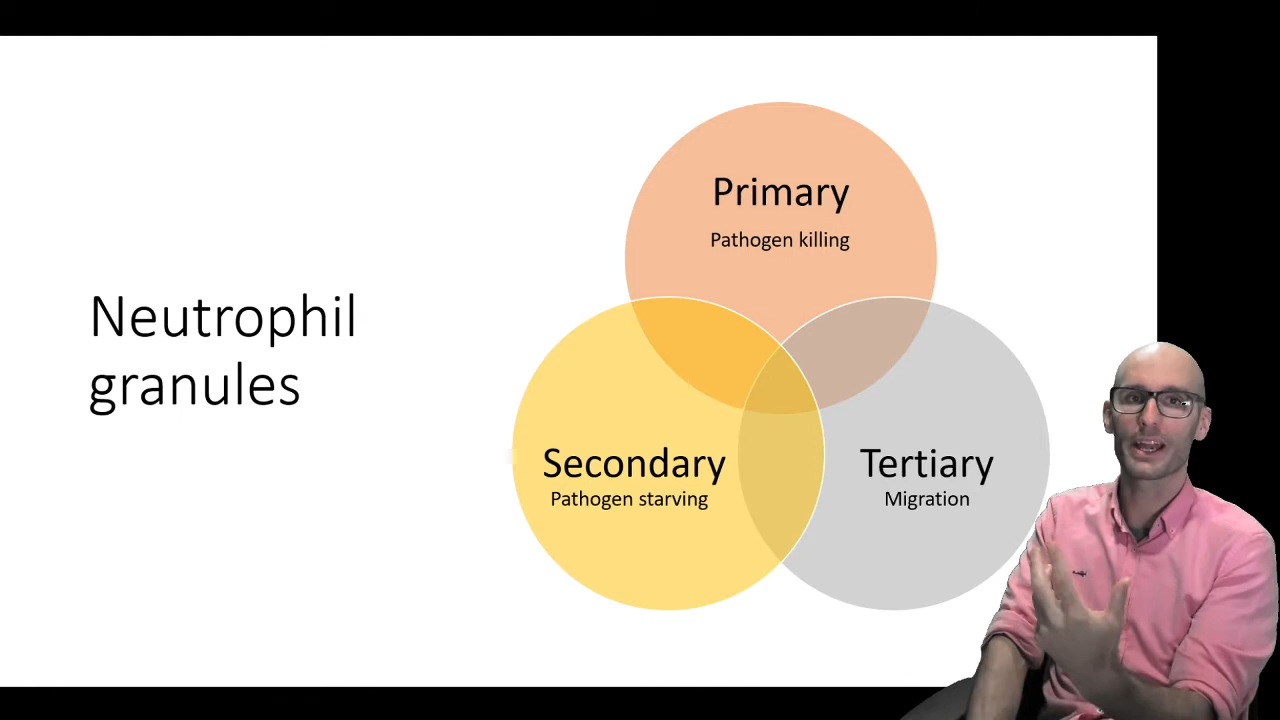 Neutrophil
granules
Primary
Pathogen killing
Secondary
Pathogen starving
Tertiary
Migration